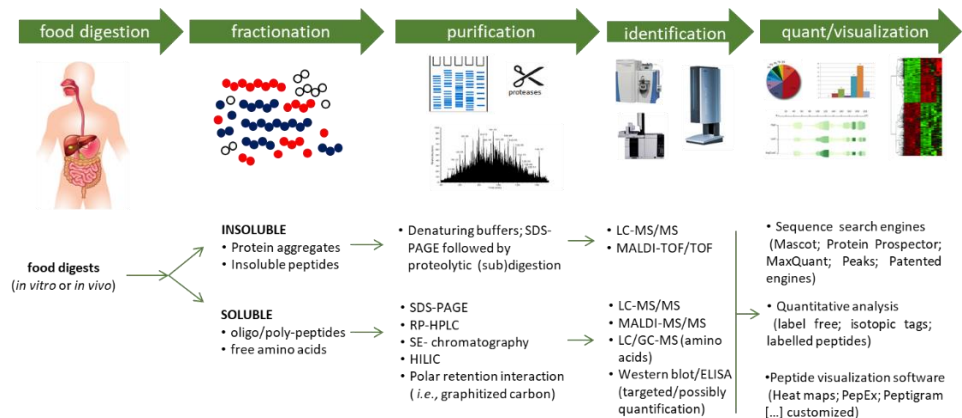 food digestion
fractionation
purification
identification
quant/visualization
proteases
INSOLUBLE
• Protein aggregates
• Insoluble peptides
• Denaturing buffers; SDS-
PAGE followed by
proteolytic (sub)digestion
• LC-MS/MS
• MALDI-TOF/TOF
food digests
(in vitro or in vivo)
SOLUBLE
• oligo/poly-peptides
• free amino acids
• SDS-PAGE
• RP-HPLC
• SE- chromatography
• HILIC
• Polar retention interaction
( i.e., graphitized carbon)
• LC-MS/MS
• MALDI-MS/MS
• LC/GC-MS (amino
acids)
• Western blot/ELISA
(targeted/possibly
quantification)
• Sequence search engines
(Mascot; Protein Prospector;
MaxQuant; Peaks; Patented
engines)
• Quantitative analysis
(label free; isotopic tags;
labelled peptides)
•Peptide visualization software
(Heat maps; PepEx; Peptigram
[...] customized)